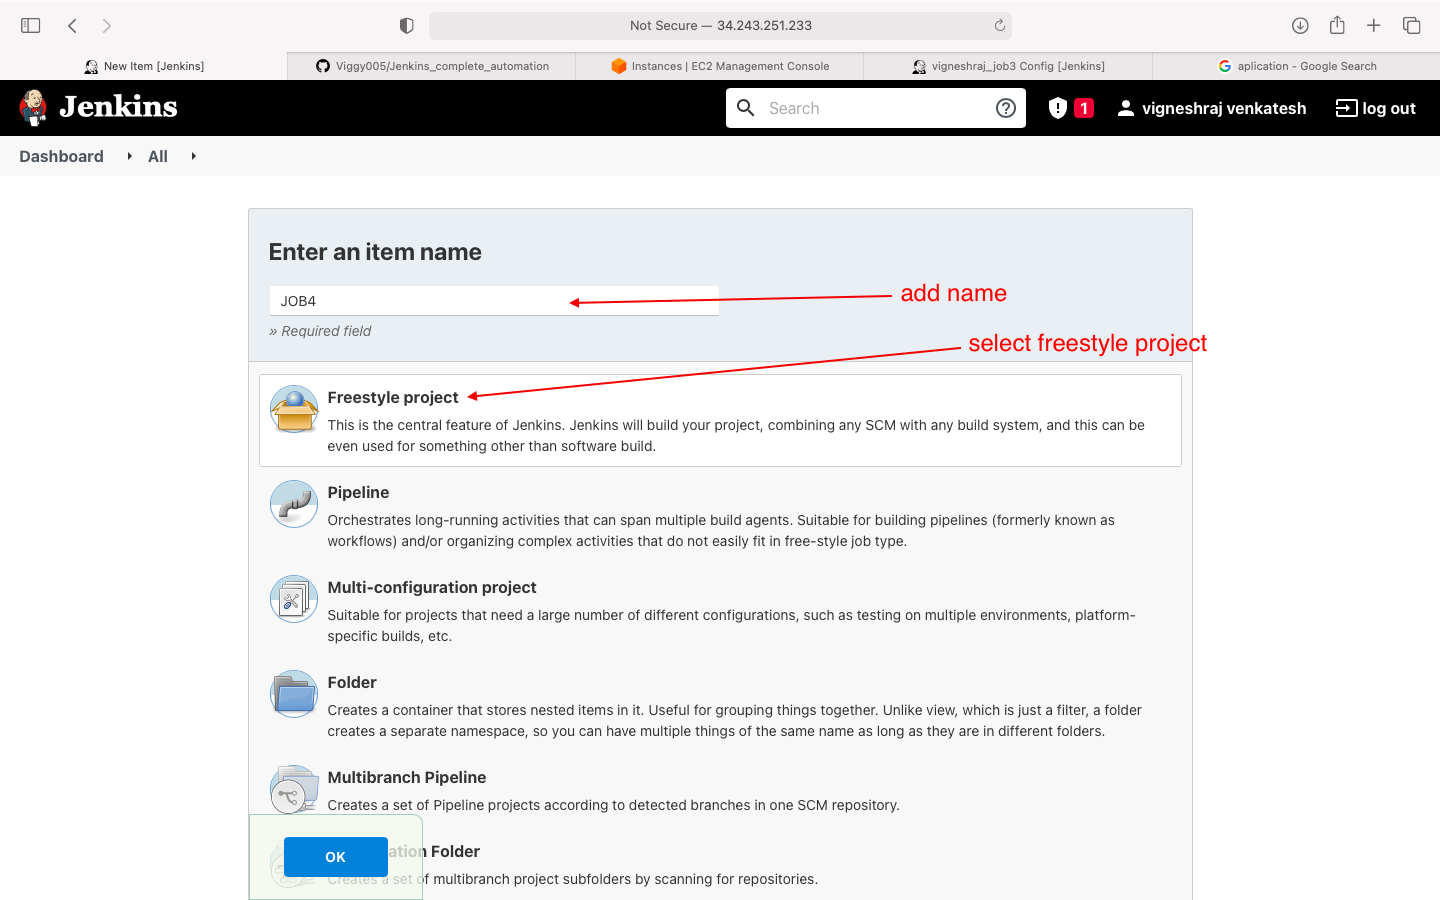 Not Secure — 34.243.251.233
New Item [Jenkins]
Viggy005/Jenkins_complete_automation
Instances | EC2 Management Console
vigneshraj_job3 Config [Jenkins]
aplication - Google Search
Jenkins
Search
1
vigneshraj venkatesh
log out
Dashboard
All
Enter an item name
JOB4
add name
» Required field
select freestyle project
Freestyle project
This is the central feature of Jenkins. Jenkins will build your project, combining any SCM with any build system, and this can be
even used for something other than software build.
Pipeline
Orchestrates long-running activities that can span multiple build agents. Suitable for building pipelines (formerly known as
workflows) and/or organizing complex activities that do not easily fit in free-style job type.
Multi-configuration project
Suitable for projects that need a large number of different configurations, such as testing on multiple environments, platform-
specific builds, etc.
Folder
Creates a container that stores nested items in it. Useful for grouping things together. Unlike view, which is just a filter, a folder
creates a separate namespace, so you can have multiple things of the same name as long as they are in different folders.
Multibranch Pipeline
Creates a set of Pipeline projects according to detected branches in one SCM repository.
OK
Folder
Creates a set of multibranch project subfolders by scanning for repositories.